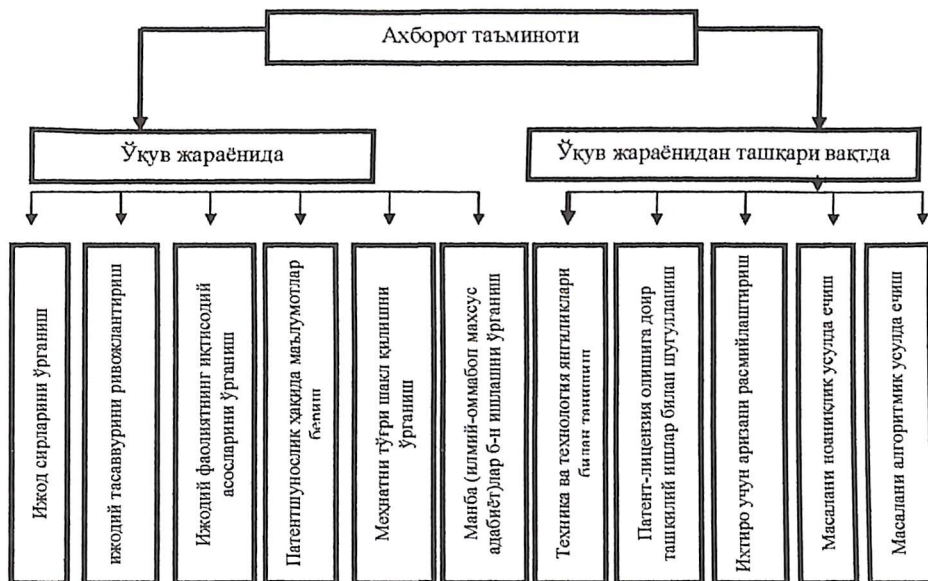 Ахборот таъминоти
Ўқув жараёнида
Ўқув жараёнидан ташқари вақтда
Ижод сирларини ўрганиш
ижодий тасаввурини ривожлантириш
Ижодий фаолиятнинг иқтисодий
асосларини ўрганиш
Патентшунослик ҳақида маълумотлар
бериш
Меҳнатни тўғри шакл қилишни
ўрганиш
Манба (илмий-оммабоп махсус
адабиёт)лар б-н ишлашни ўрганиш
Техника ва технология янгиликлари
билан танишиш
Патент-лицензия олишига доир
ташкилий ишлар билан шуғулланиш
Ихтиро учун аризани расмийлаштириш
Масалани ноаниқлик усулда ечиш
Масалани алгоритмик усулда ечиш